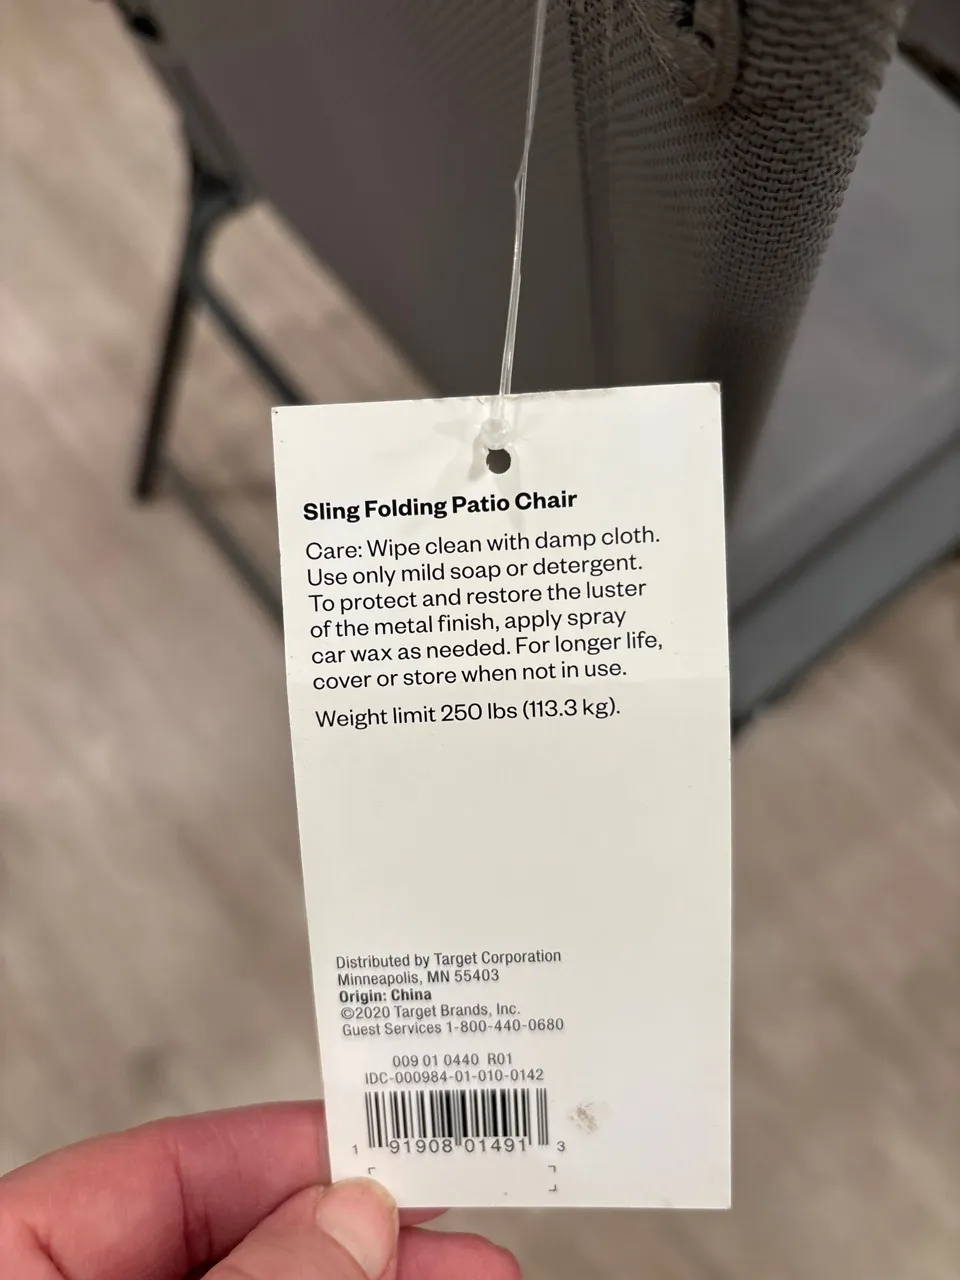 Sling Folding Patio Chair
Care: Wipe clean with damp cloth.
Use only mild soap or detergent.
To protect and restore the luster
of the metal finish, apply spray
car wax as needed. For longer life,
cover or store when not in use.
Weight limit 250 lbs (113.3 kg).
Distributed by Target Corporation
Minneapolis, MN 55403
Origin: China
©2020 Target Brands, Inc.
Guest Services 1-800-440-0680
009 01 0440 R01
IDC-000984-01-010-0142
1 91908 01491 3